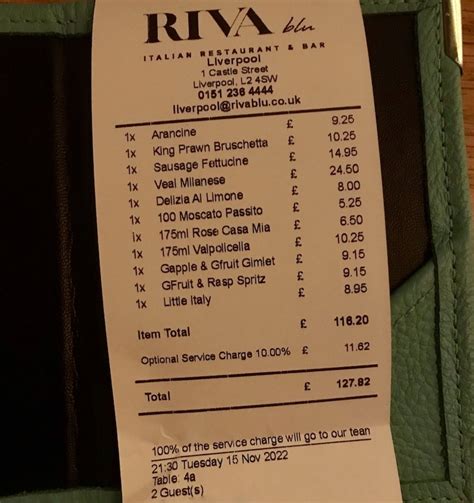 RIVA blu
ITALIAN RESTAURANT & BAR
Liverpool
1 Castle Street
Liverpool, L2 4SW
0151 236 4444
liverpool@rivablu.co.uk
1x Arancine £ 9.25
1x King Prawn Bruschetta £ 10.25
1x Sausage Fettucine £ 14.95
1x Veal Milanese £ 24.50
1x Delizia Al Limone £ 8.00
1x 100 Moscato Passito £ 5.25
1x 175ml Rose Casa Mia £ 6.50
1x 175ml Valpolicella £ 10.25
1x Gapple & Gfruit Gimlet £ 9.15
1x GFruit & Rasp Spritz £ 9.15
1x Little Italy £ 8.95
Item Total £ 116.20
Optional Service Charge 10.00% £ 11.62
Total £ 127.82
100% of the service charge will go to our team
21:30 Tuesday 15 Nov 2022
Table: 4a
2 Guest(s)